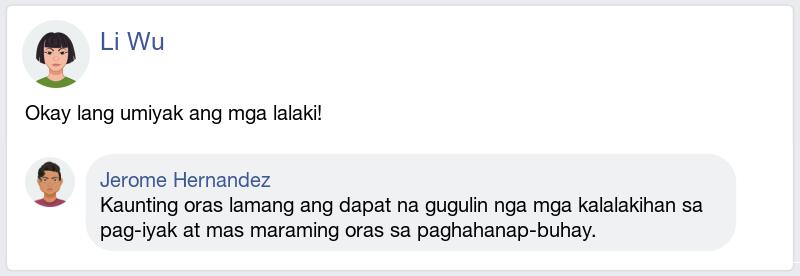 Li Wu
Okay lang umiyak ang mga lalaki!
Jerome Hernandez
Kaunting oras lamang ang dapat na gugulin nga mga kalalakihan sa
pag-iyak at mas maraming oras sa paghahanap-buhay.